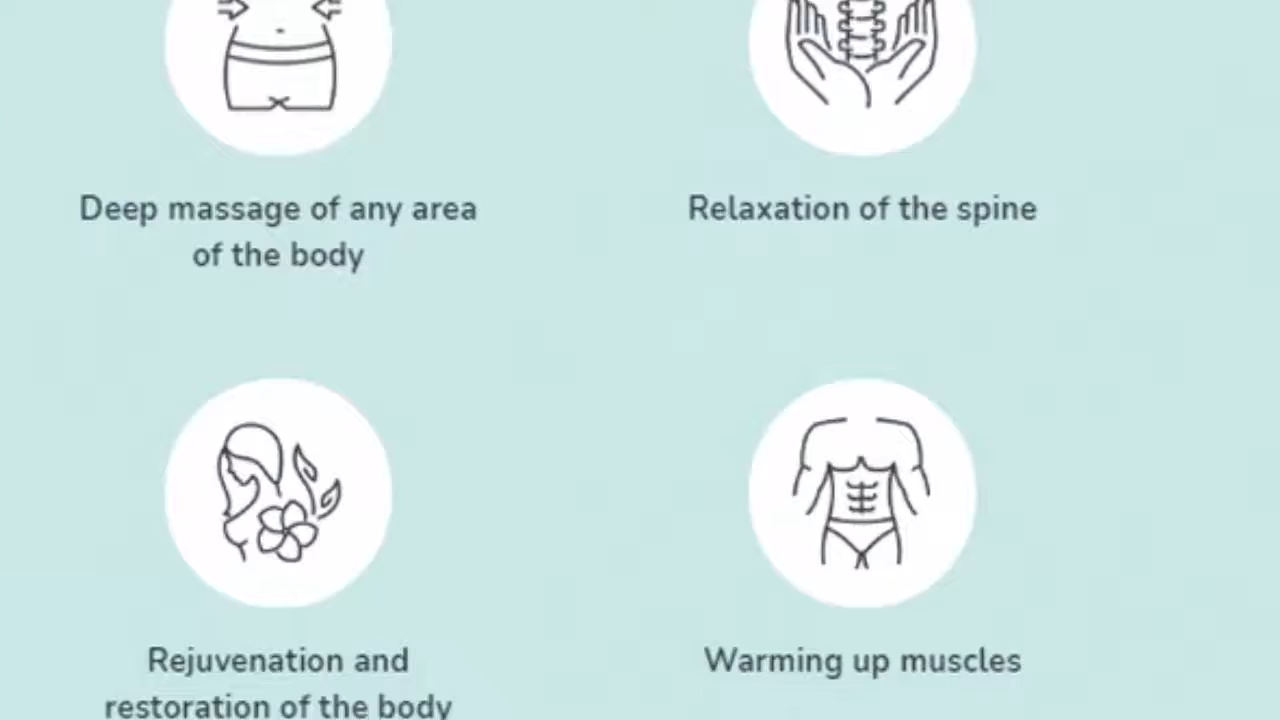 Deep massage of any area
of the body
Relaxation of the spine
Rejuvenation and
restoration of the body
Warming up muscles